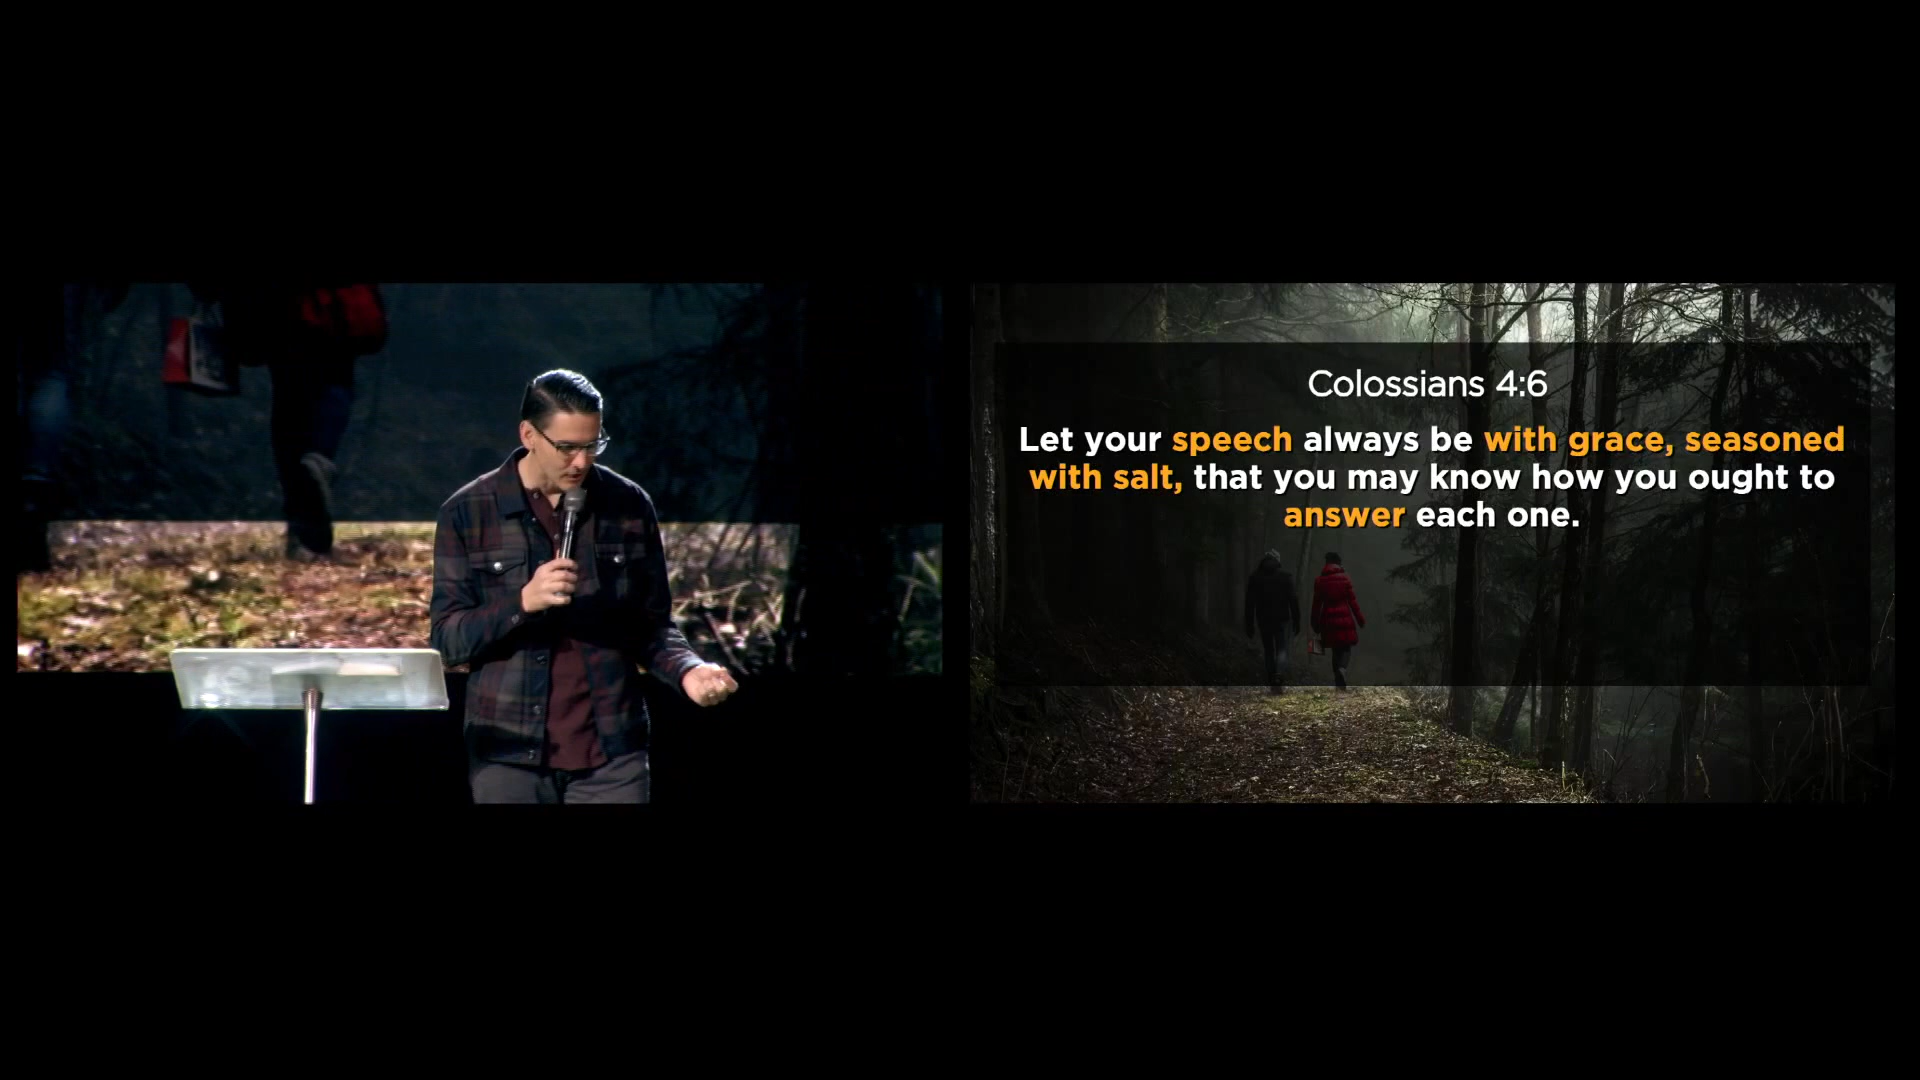 Colossians 4:6
Let your speech always be with grace, seasoned
with salt, that you may know how you ought to
answer each one.